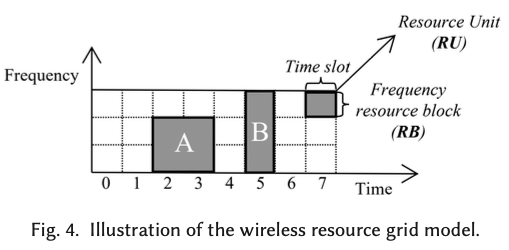 Resource Unit
(RU)
Time slot
Frequency
Frequency
resource block
(RB)
A
B
0 1 2 3 4 5 6 7
Time
Fig. 4. Illustration of the wireless resource grid model.